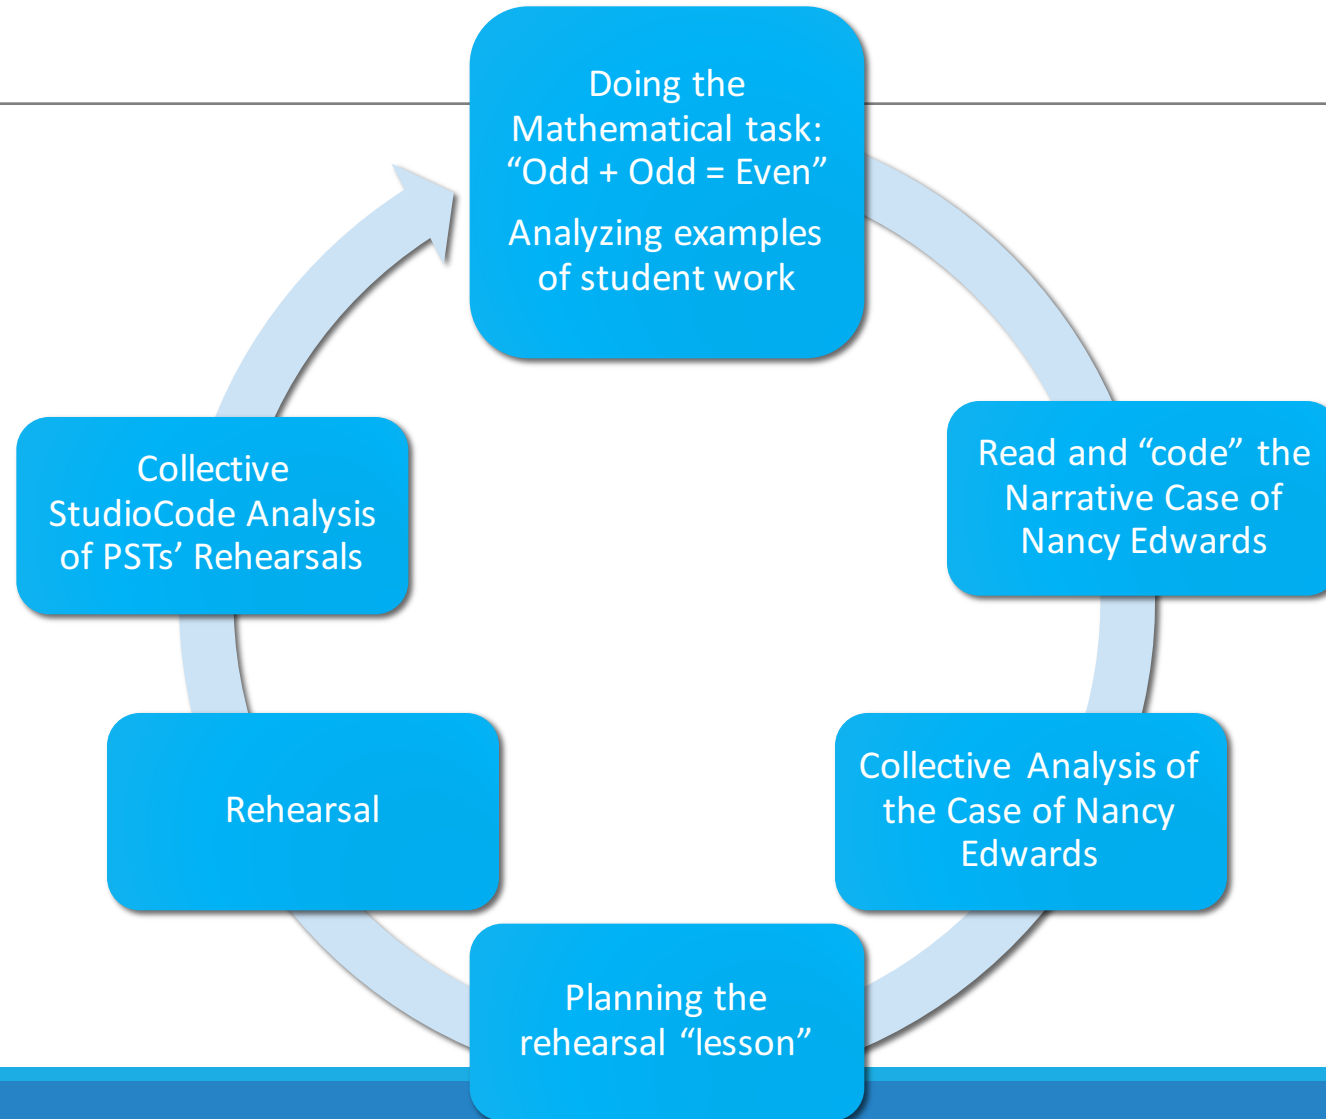 Doing the
Mathematical task:
“Odd + Odd = Even”
Analyzing examples
of student work
Read and “code” the
Narrative Case of
Nancy Edwards
Collective Analysis of
the Case of Nancy
Edwards
Planning the
rehearsal “lesson”
Rehearsal
Collective
StudioCode Analysis
of PSTs’ Rehearsals